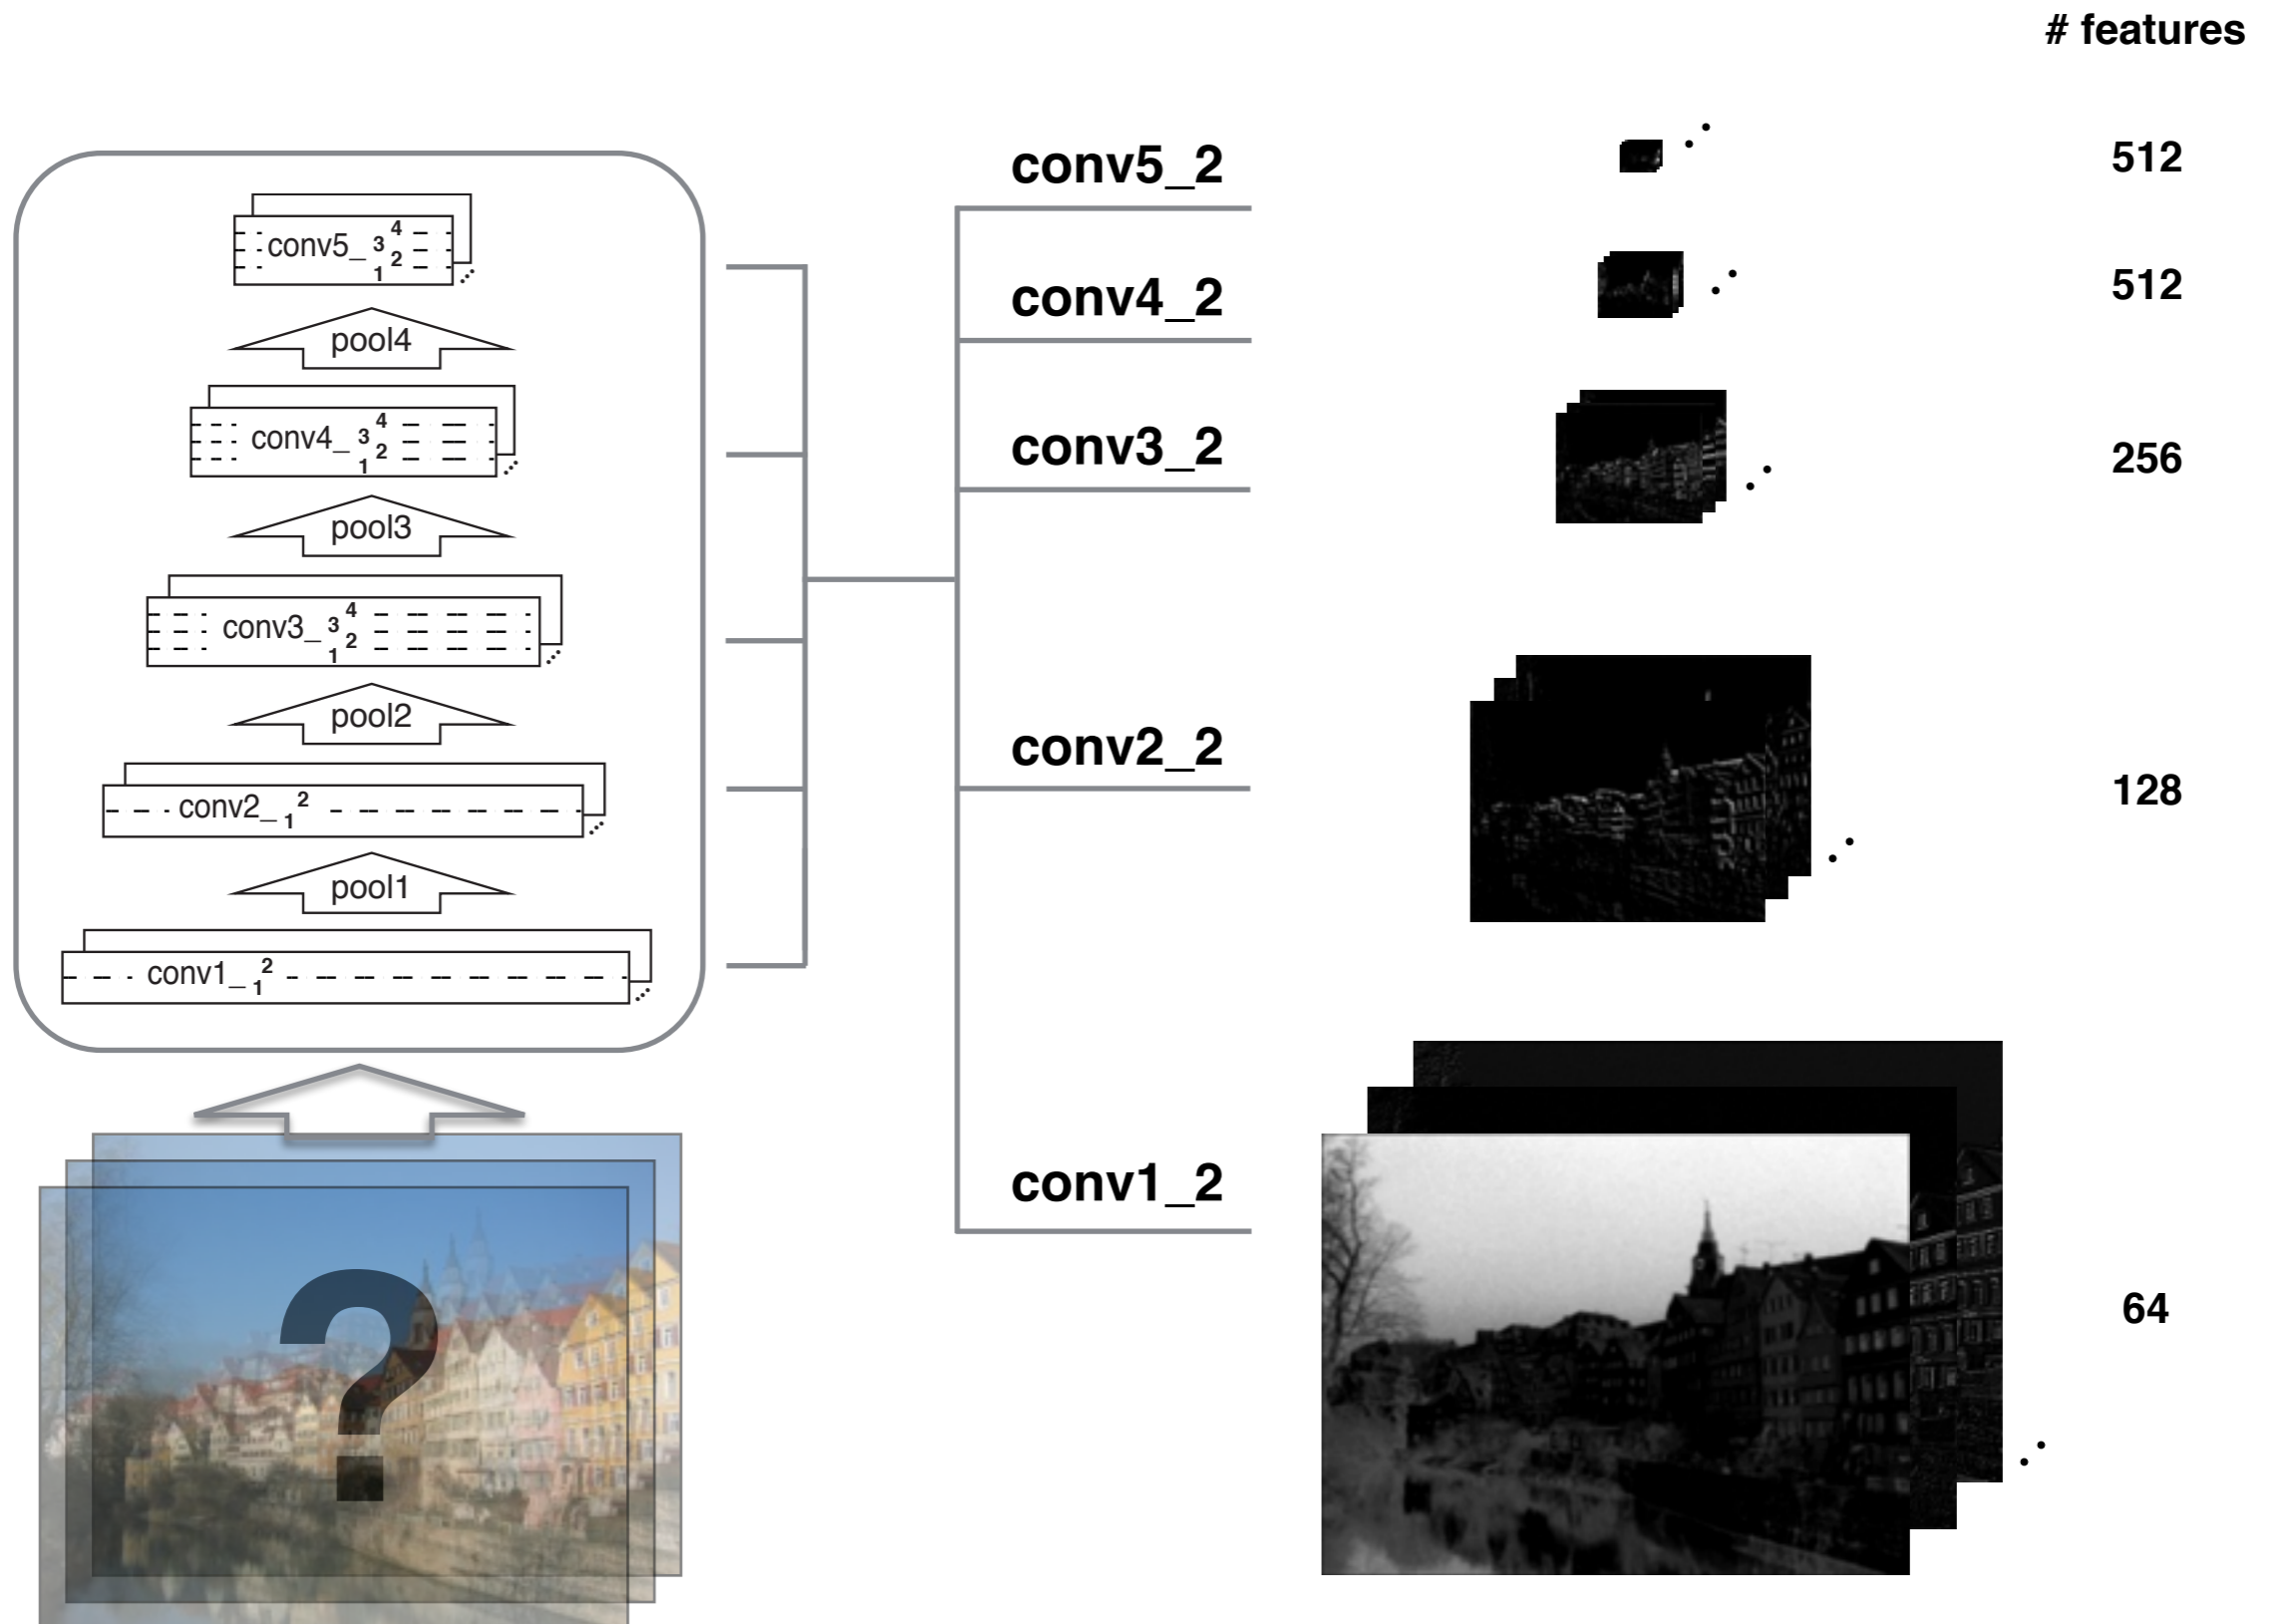 # features
conv5_2
512
conv4_2
512
conv3_2
256
conv2_2
128
conv1_2
64
conv5_ 1 2 3 4
pool4
conv4_ 1 2 3 4
pool3
conv3_ 1 2 3 4
pool2
conv2_ 1 2
pool1
conv1_ 1 2
?